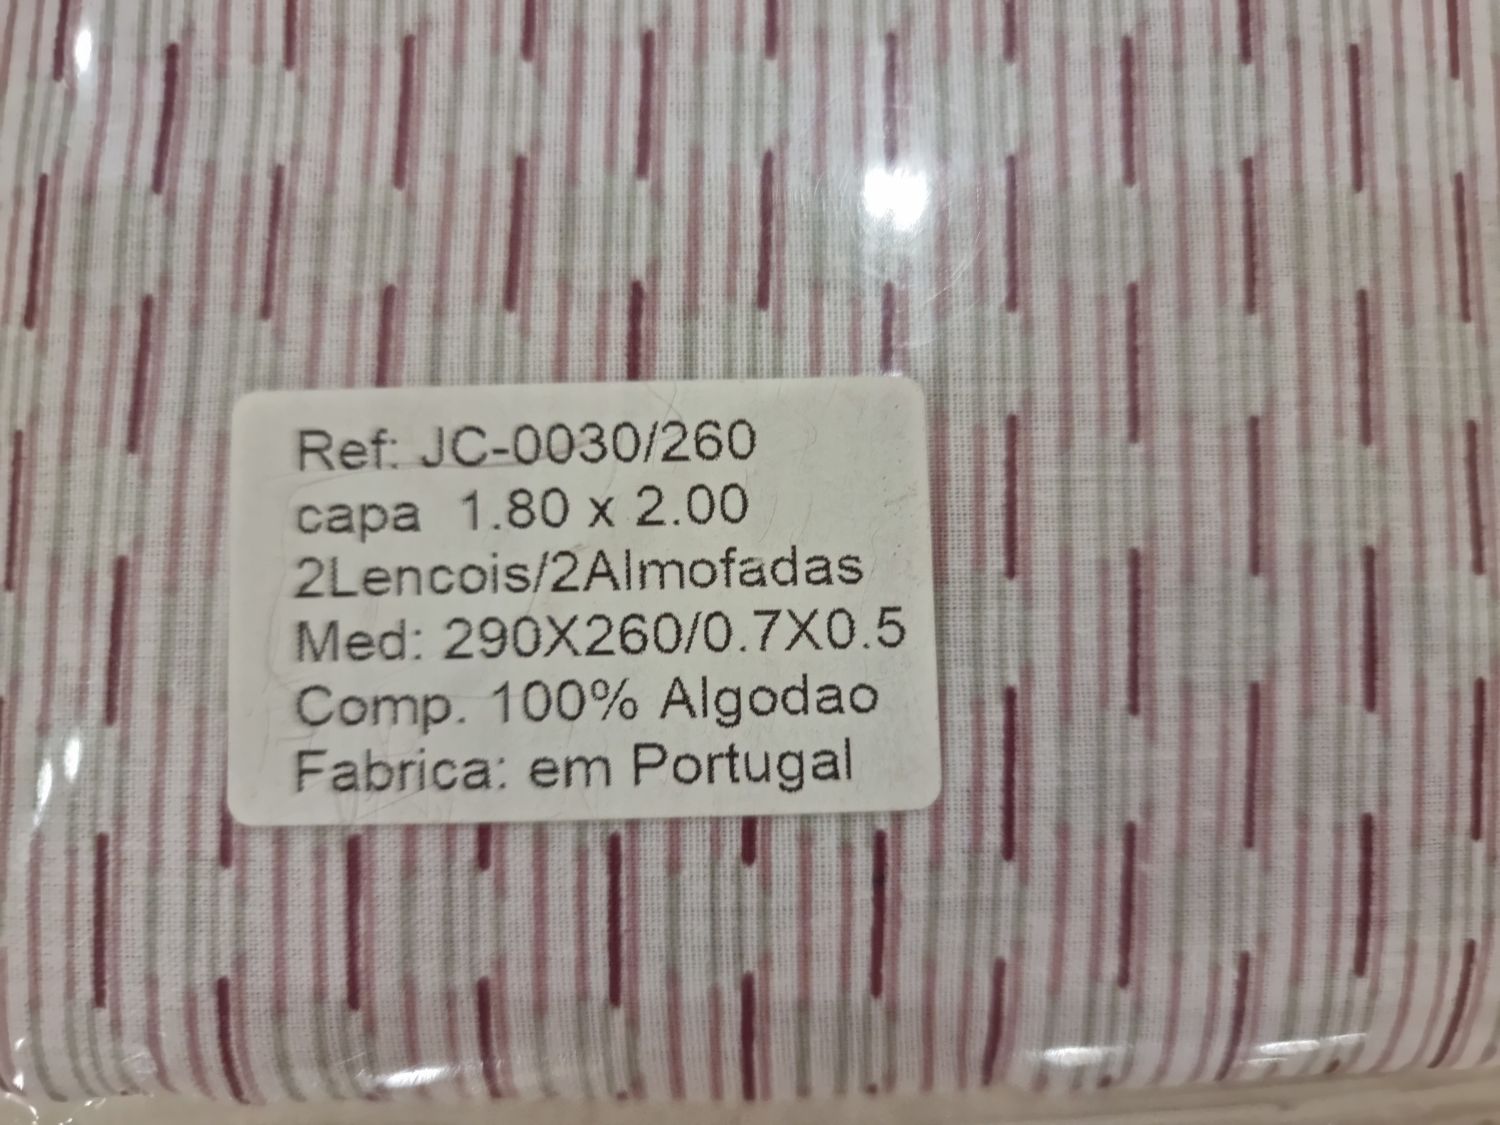 Ref: JC-0030/260
capa 1.80 x 2.00
2Lencois/2Almofadas
Med: 290X260/0.7X0.5
Comp. 100% Algodao
Fabrica: em Portugal